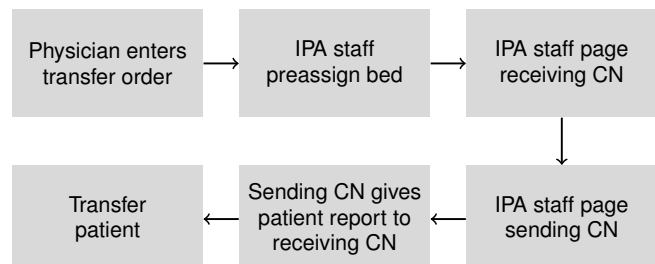 Physician enters
transfer order
IPA staff
preassign bed
IPA staff page
receiving CN
IPA staff page
sending CN
Sending CN gives
patient report to
receiving CN
Transfer
patient